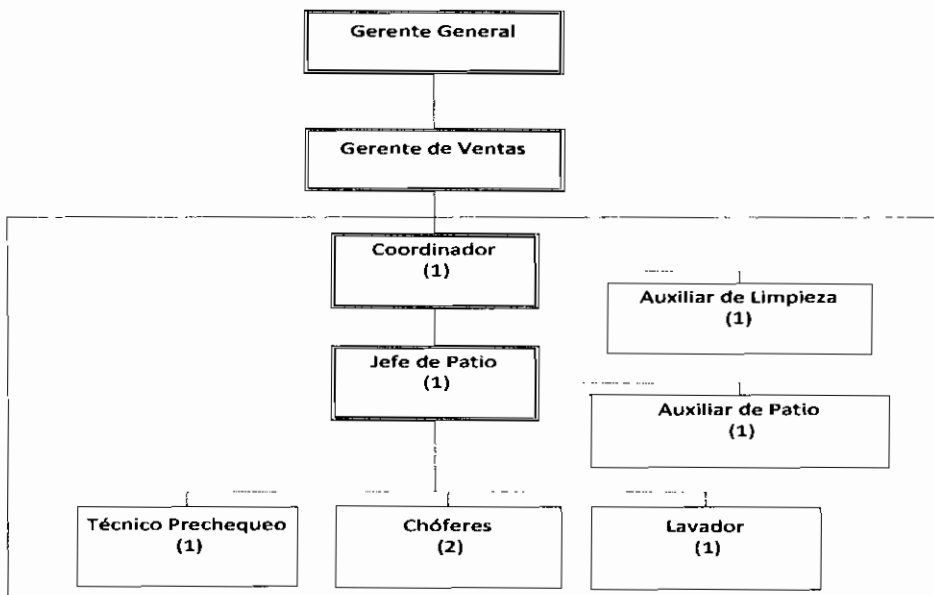 Gerente General
Gerente de Ventas
Coordinador
(1)
Auxiliar de Limpieza
(1)
Jefe de Patio
(1)
Auxiliar de Patio
(1)
Técnico Prechequeo
(1)
Chóferes
(2)
Lavador
(1)